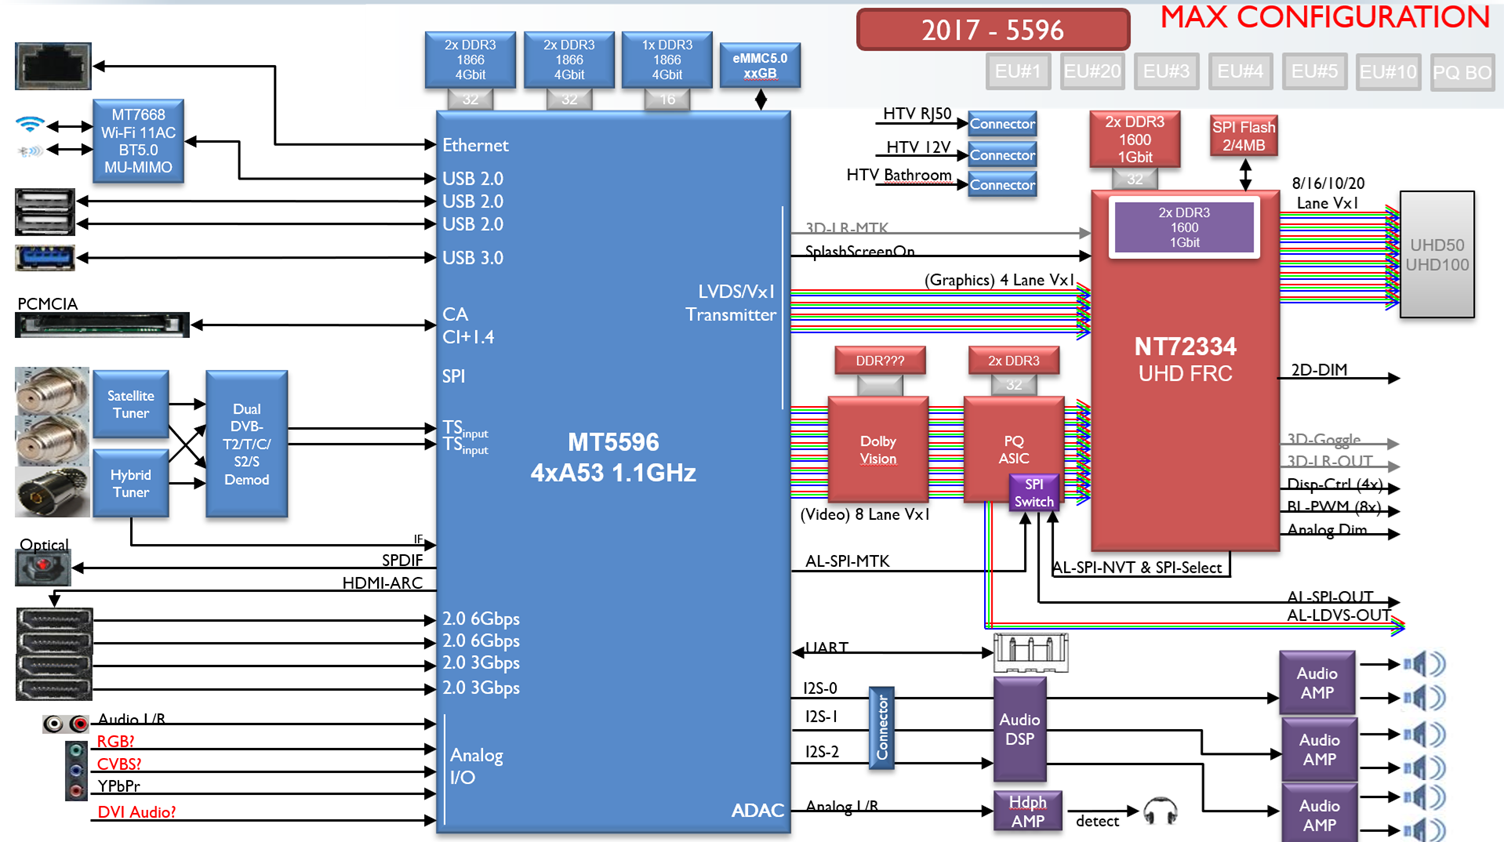 MAX CONFIGURATION
2017 - 5596
EU#1
EU#20
EU#3
EU#4
EU#5
EU#10
PQ BO
2x DDR3
1866
4Gbit
32
2x DDR3
1866
4Gbit
32
1x DDR3
1866
4Gbit
16
eMMC5.0
xxGB
MT7668
Wi-Fi 11AC
BT5.0
MU-MIMO
Ethernet
USB 2.0
USB 2.0
USB 2.0
USB 3.0
PCMCIA
CA
CI+1.4
SPI
Satellite
Tuner
Hybrid
Tuner
Dual
DVB-
T2/T/C/
S2/S
Demod
TSinput
TSinput
MT5596
4xA53 1.1GHz
LVDS/Vx1
Transmitter
IF
Optical
SPDIF
HDMI-ARC
2.0 6Gbps
2.0 6Gbps
2.0 3Gbps
2.0 3Gbps
Audio L/R
RGB?
CVBS?
YPbPr
DVI Audio?
Analog
I/O
ADAC
HTV RJ50
Connector
HTV 12V
Connector
HTV Bathroom
Connector
2x DDR3
1600
1Gbit
32
SPI Flash
2/4MB
2x DDR3
1600
1Gbit
8/16/10/20
Lane Vx1
UHD50
UHD100
3D-LR-MTK
SplashScreenOn
(Graphics) 4 Lane Vx1
NT72334
UHD FRC
DDR???
2x DDR3
32
Dolby
Vision
PQ
ASIC
SPI
Switch
(Video) 8 Lane Vx1
2D-DIM
3D-Goggle
3D-LR-OUT
Disp-Ctrl (4x)
BL-PWM (8x)
Analog Dim
AL-SPI-MTK
AL-SPI-NVT & SPI-Select
AL-SPI-OUT
AL-LDVS-OUT
UART
I2S-0
I2S-1
I2S-2
Connector
Audio
DSP
Audio
AMP
Audio
AMP
Audio
AMP
Analog L/R
Hdph
AMP
detect